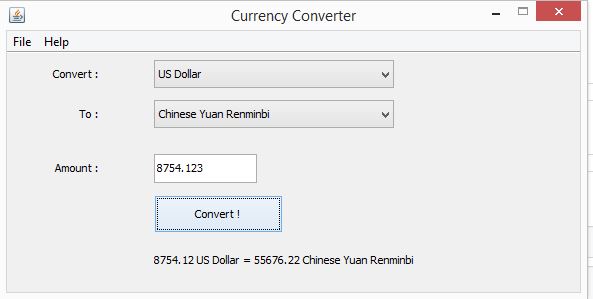 Currency Converter
File Help
Convert : US Dollar
To : Chinese Yuan Renminbi
Amount : 8754.123
Convert !
8754.12 US Dollar = 55676.22 Chinese Yuan Renminbi